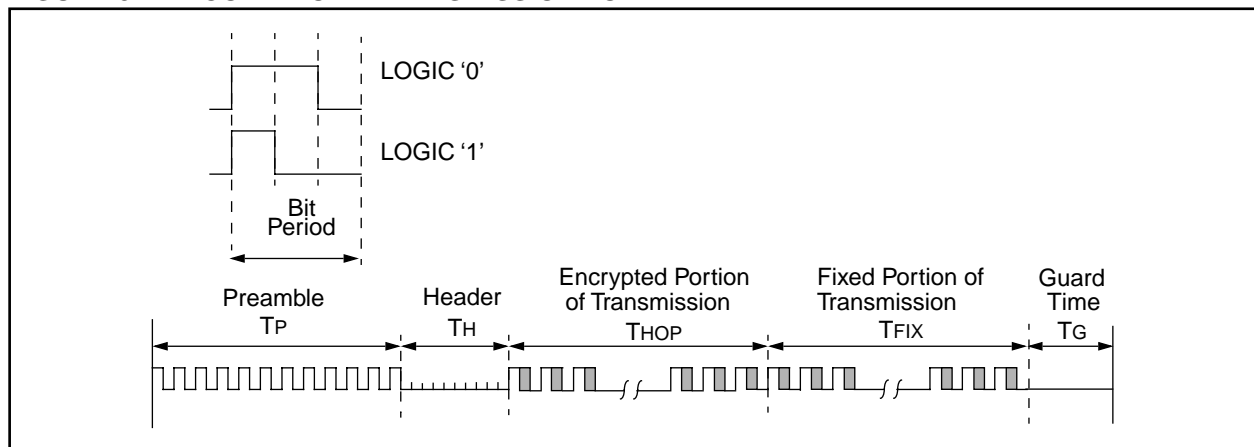 LOGIC ‘0’
LOGIC ‘1’
Bit
Period
Preamble
TP
Header
TH
Encrypted Portion
of Transmission
THOP
Fixed Portion of
Transmission
TFIX
Guard
Time
TG